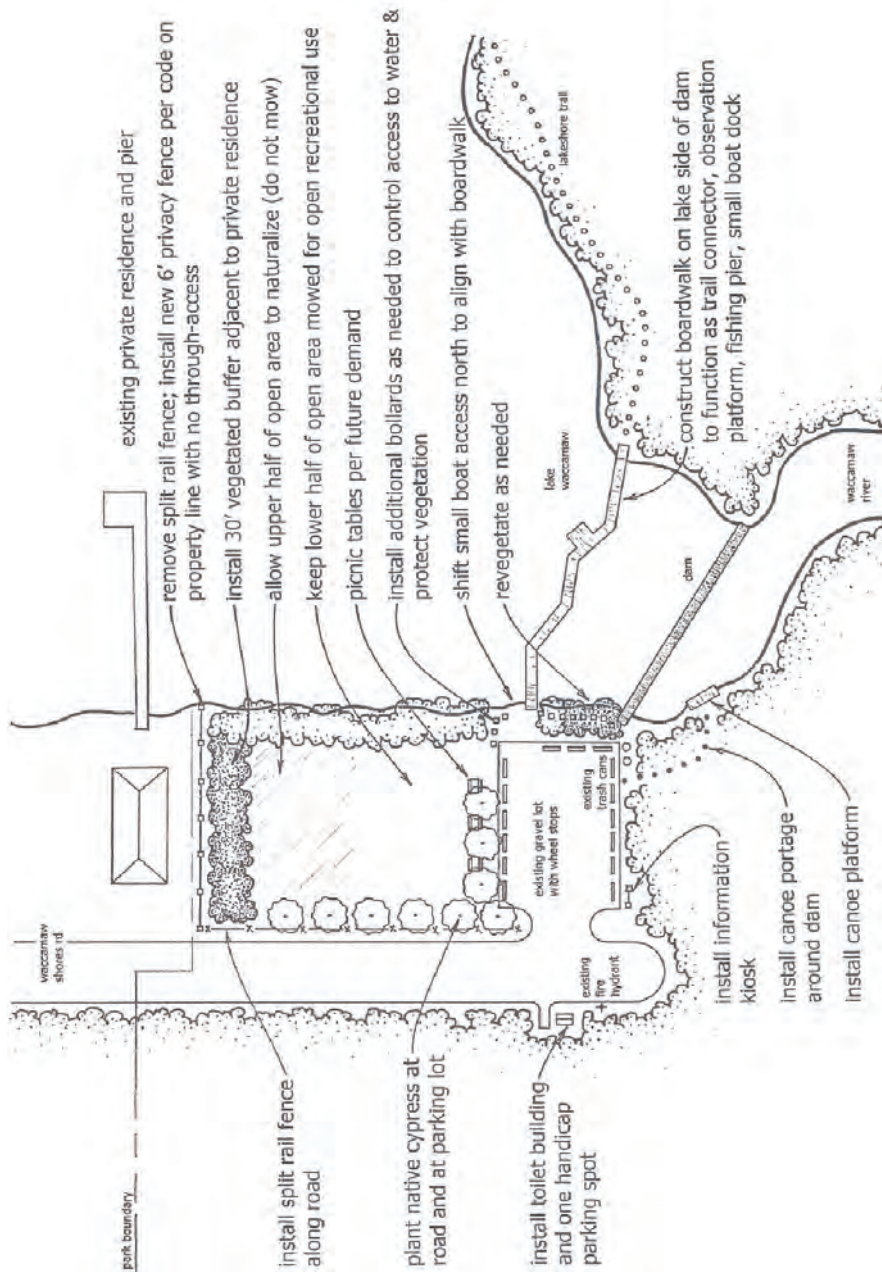 existing private residence and pier
remove split rail fence; install new 6' privacy fence per code on
property line with no through-access
install 30' vegetated buffer adjacent to private residence
allow upper half of open area to naturalize (do not mow)
keep lower half of open area mowed for open recreational use
picnic tables per future demand
install additional bollards as needed to control access to water &
protect vegetation
shift small boat access north to align with boardwalk
revegetate as needed
lake
waccamaw
lakeshore trail
construct boardwalk on lake side of dam
to function as trail connector, observation
platform, fishing pier, small boat dock
dam
waccamaw
river
waccamaw
shores rd
park boundary
existing gravel lot
with wheel stops
existing
trash cans
existing
fire
hydrant
install split rail fence
along road
plant native cypress at
road and at parking lot
install toilet building
and one handicap
parking spot
install information
kiosk
install canoe portage
around dam
install canoe platform